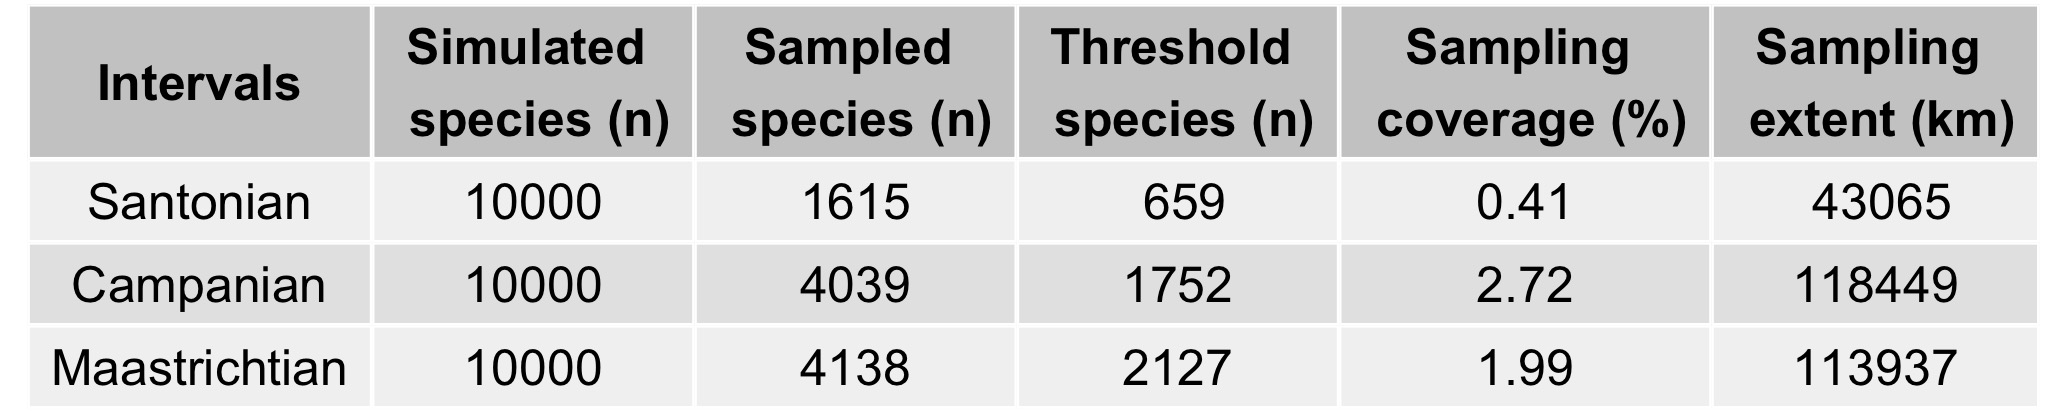 Intervals Simulated species (n) Sampled species (n) Threshold species (n) Sampling coverage (%) Sampling extent (km)
Santonian 10000 1615 659 0.41 43065
Campanian 10000 4039 1752 2.72 118449
Maastrichtian 10000 4138 2127 1.99 113937